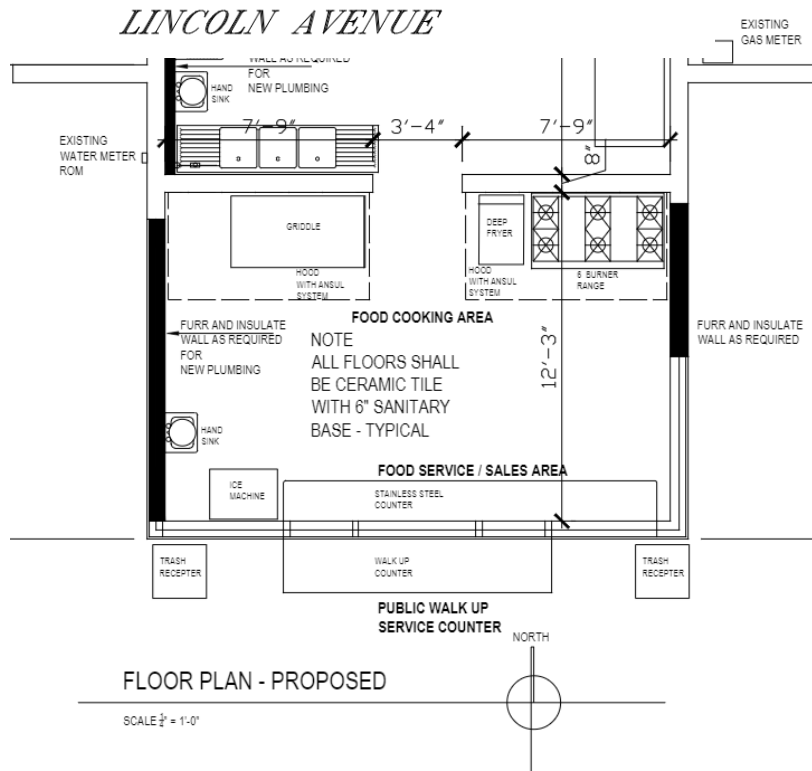 LINCOLN AVENUE
EXISTING
GAS METER
WALL AS REQUIRED
FOR
NEW PLUMBING
HAND
SINK
7'-9"
3'-4"
7'-9"
8"
EXISTING
WATER METER
ROM
GRIDDLE
DEEP
FRYER
HOOD
WITH ANSUL
SYSTEM
HOOD
WITH ANSUL
SYSTEM
6 BURNER
RANGE
FOOD COOKING AREA
FURR AND INSULATE
WALL AS REQUIRED
FOR
NEW PLUMBING
NOTE
ALL FLOORS SHALL
BE CERAMIC TILE
WITH 6" SANITARY
BASE - TYPICAL
12'-3"
FURR AND INSULATE
WALL AS REQUIRED
HAND
SINK
FOOD SERVICE / SALES AREA
ICE
MACHINE
STAINLESS STEEL
COUNTER
TRASH
RECEPTER
WALK UP
COUNTER
TRASH
RECEPTER
PUBLIC WALK UP
SERVICE COUNTER
NORTH
FLOOR PLAN - PROPOSED
SCALE ¼" = 1'-0"